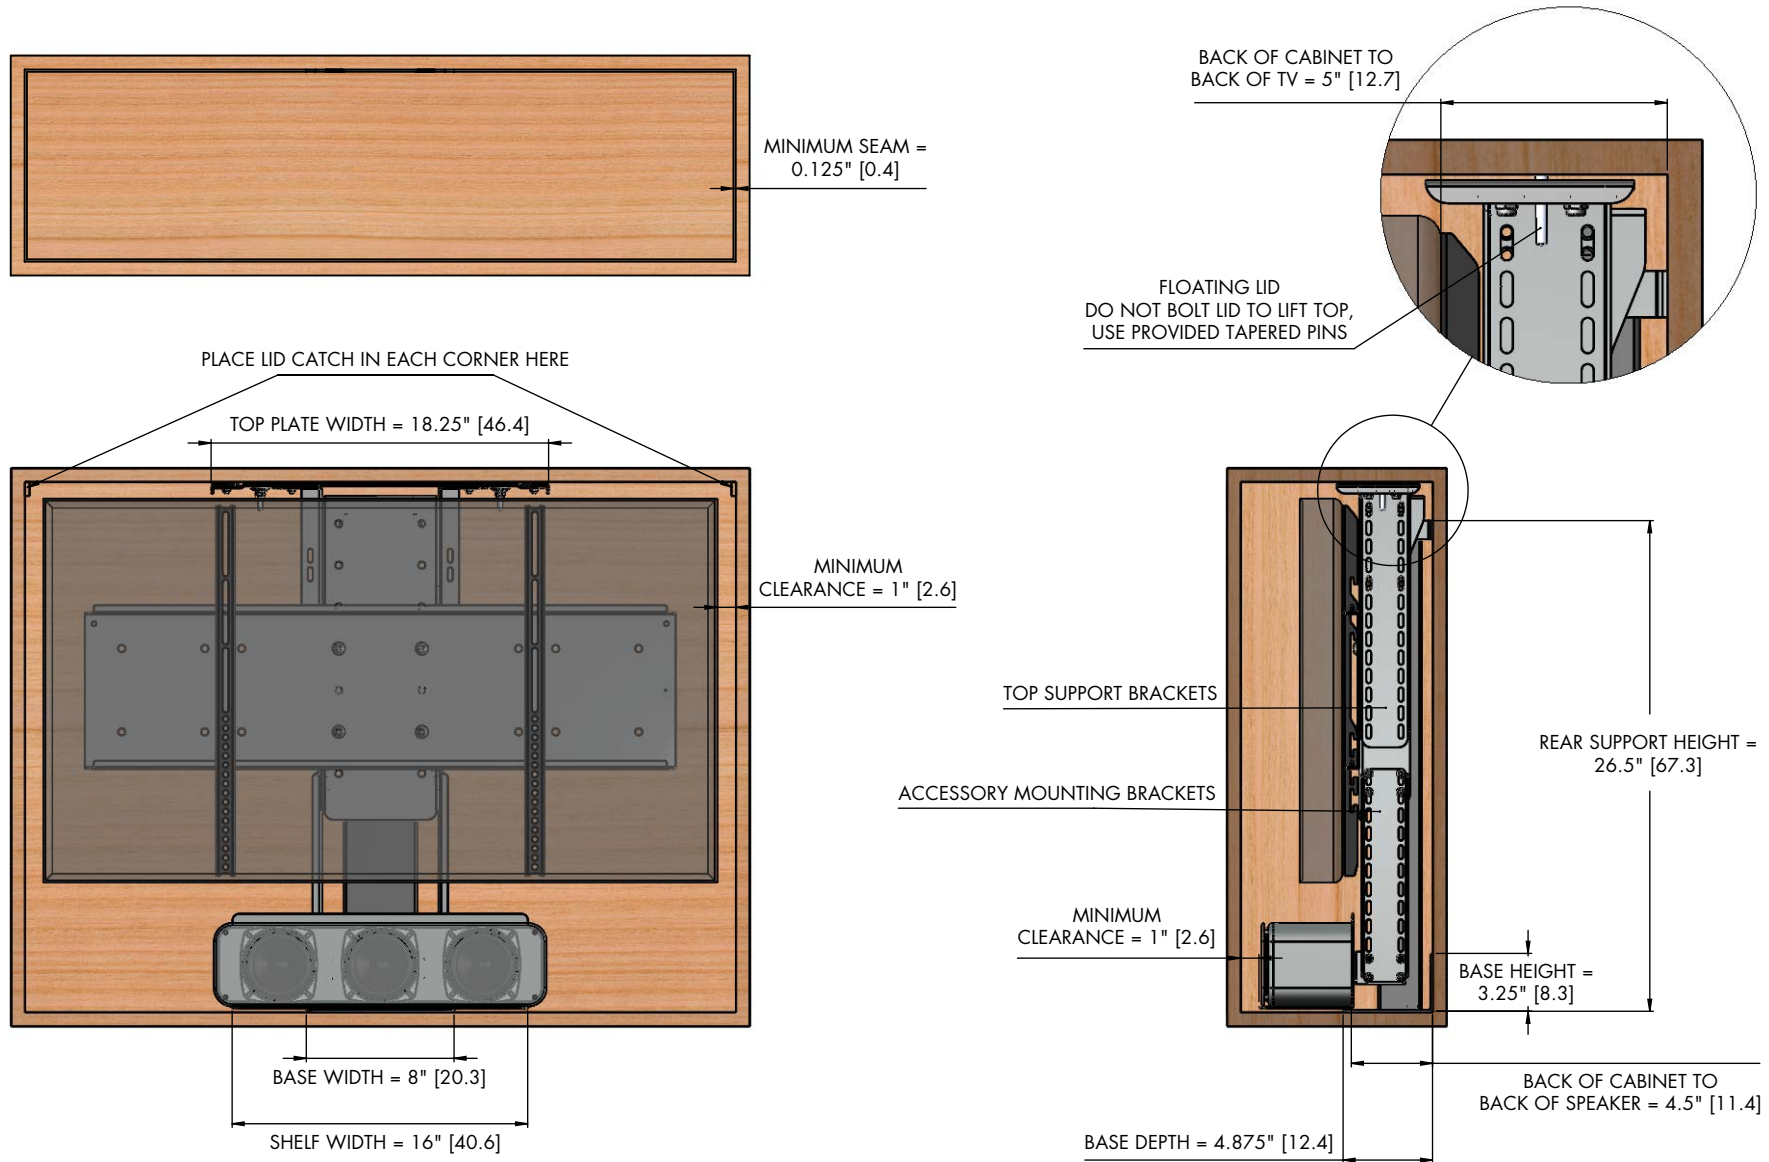 BACK OF CABINET TO
BACK OF TV = 5" [12.7]
MINIMUM SEAM =
0.125" [0.4]
FLOATING LID
DO NOT BOLT LID TO LIFT TOP,
USE PROVIDED TAPERED PINS
PLACE LID CATCH IN EACH CORNER HERE
TOP PLATE WIDTH = 18.25" [46.4]
MINIMUM
CLEARANCE = 1" [2.6]
TOP SUPPORT BRACKETS
REAR SUPPORT HEIGHT =
26.5" [67.3]
ACCESSORY MOUNTING BRACKETS
MINIMUM
CLEARANCE = 1" [2.6]
BASE HEIGHT =
3.25" [8.3]
BASE WIDTH = 8" [20.3]
BACK OF CABINET TO
BACK OF SPEAKER = 4.5" [11.4]
SHELF WIDTH = 16" [40.6]
BASE DEPTH = 4.875" [12.4]